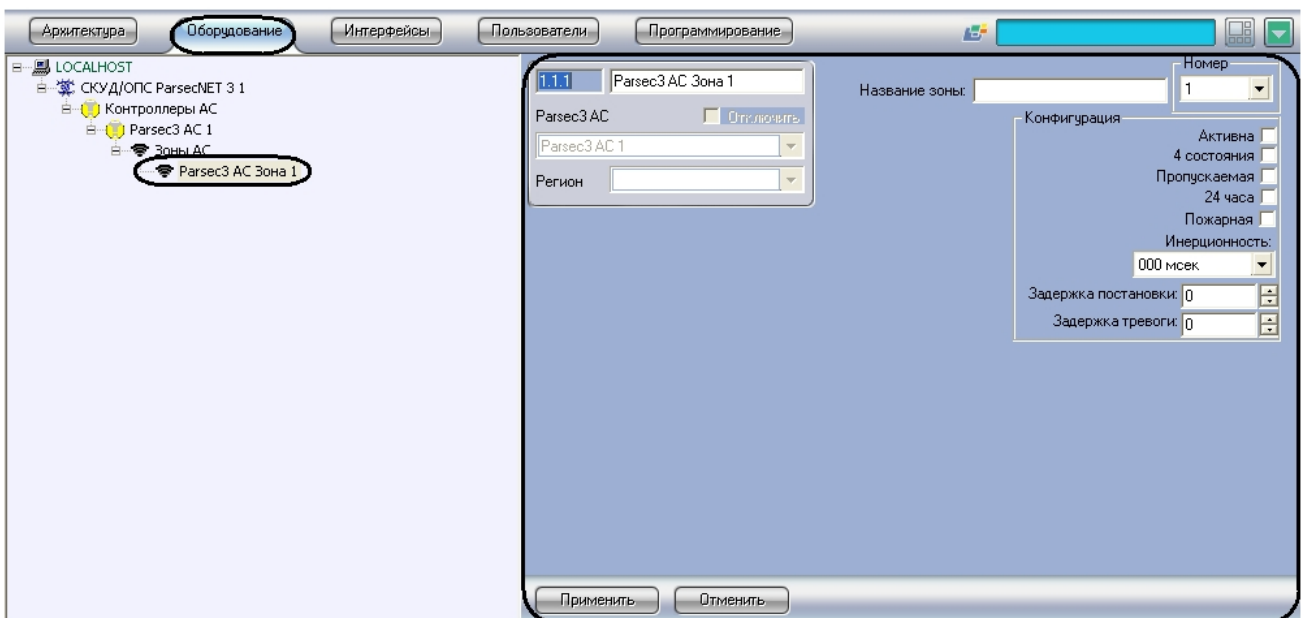 Архитектура Оборудование Интерфейсы Пользователи Программирование
LOCALHOST
СКУД/ОПС ParsecNET 3 1
Контроллеры АС
Parsec3 AC 1
Зоны АС
Parsec3 AC Зона 1
1.1.1 Parsec3 AC Зона 1
Parsec3 AC Отключить
Parsec3 AC 1
Регион
Название зоны:
Номер
1
Конфигурация
Активна
4 состояния
Пропускаемая
24 часа
Пожарная
Инерционность:
000 мсек
Задержка постановки: 0
Задержка тревоги: 0
Применить Отменить